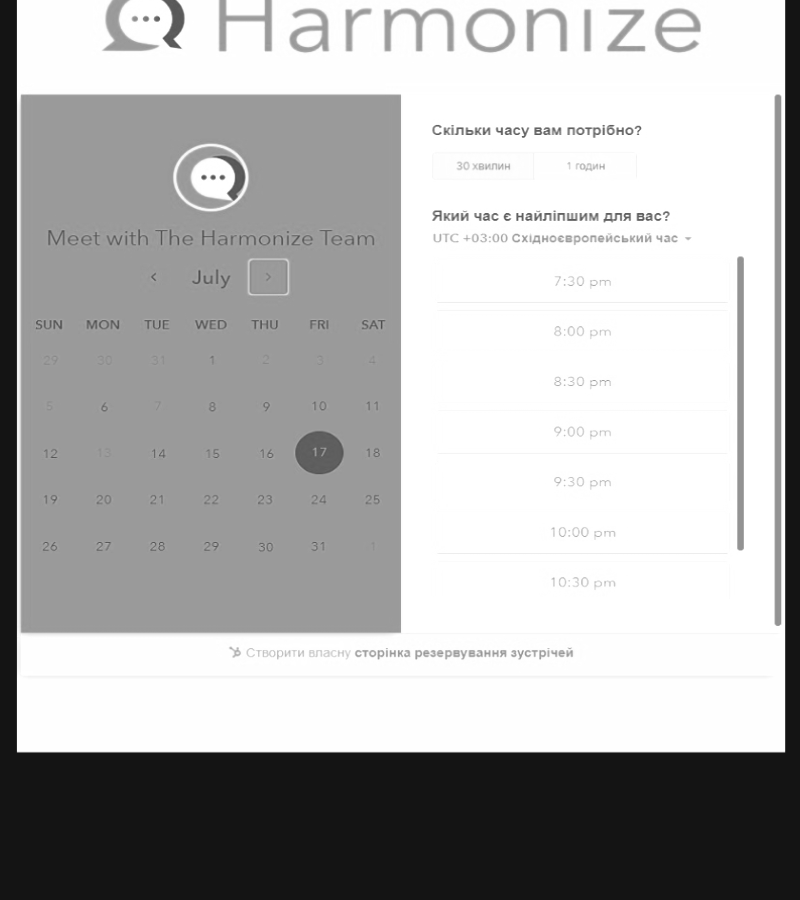 Harmonize
Meet with The Harmonize Team
July
SUN MON TUE WED THU FRI SAT
29 30 31 1 2 3 4
5 6 7 8 9 10 11
12 13 14 15 16 17 18
19 20 21 22 23 24 25
26 27 28 29 30 31 1
Скільки часу вам потрібно?
30 хвилин 1 годин
Який час є найліпшим для вас?
UTC +03:00 Східноєвропейський час
7:30 pm
8:00 pm
8:30 pm
9:00 pm
9:30 pm
10:00 pm
10:30 pm
Створити власну сторінка резервування зустрічей